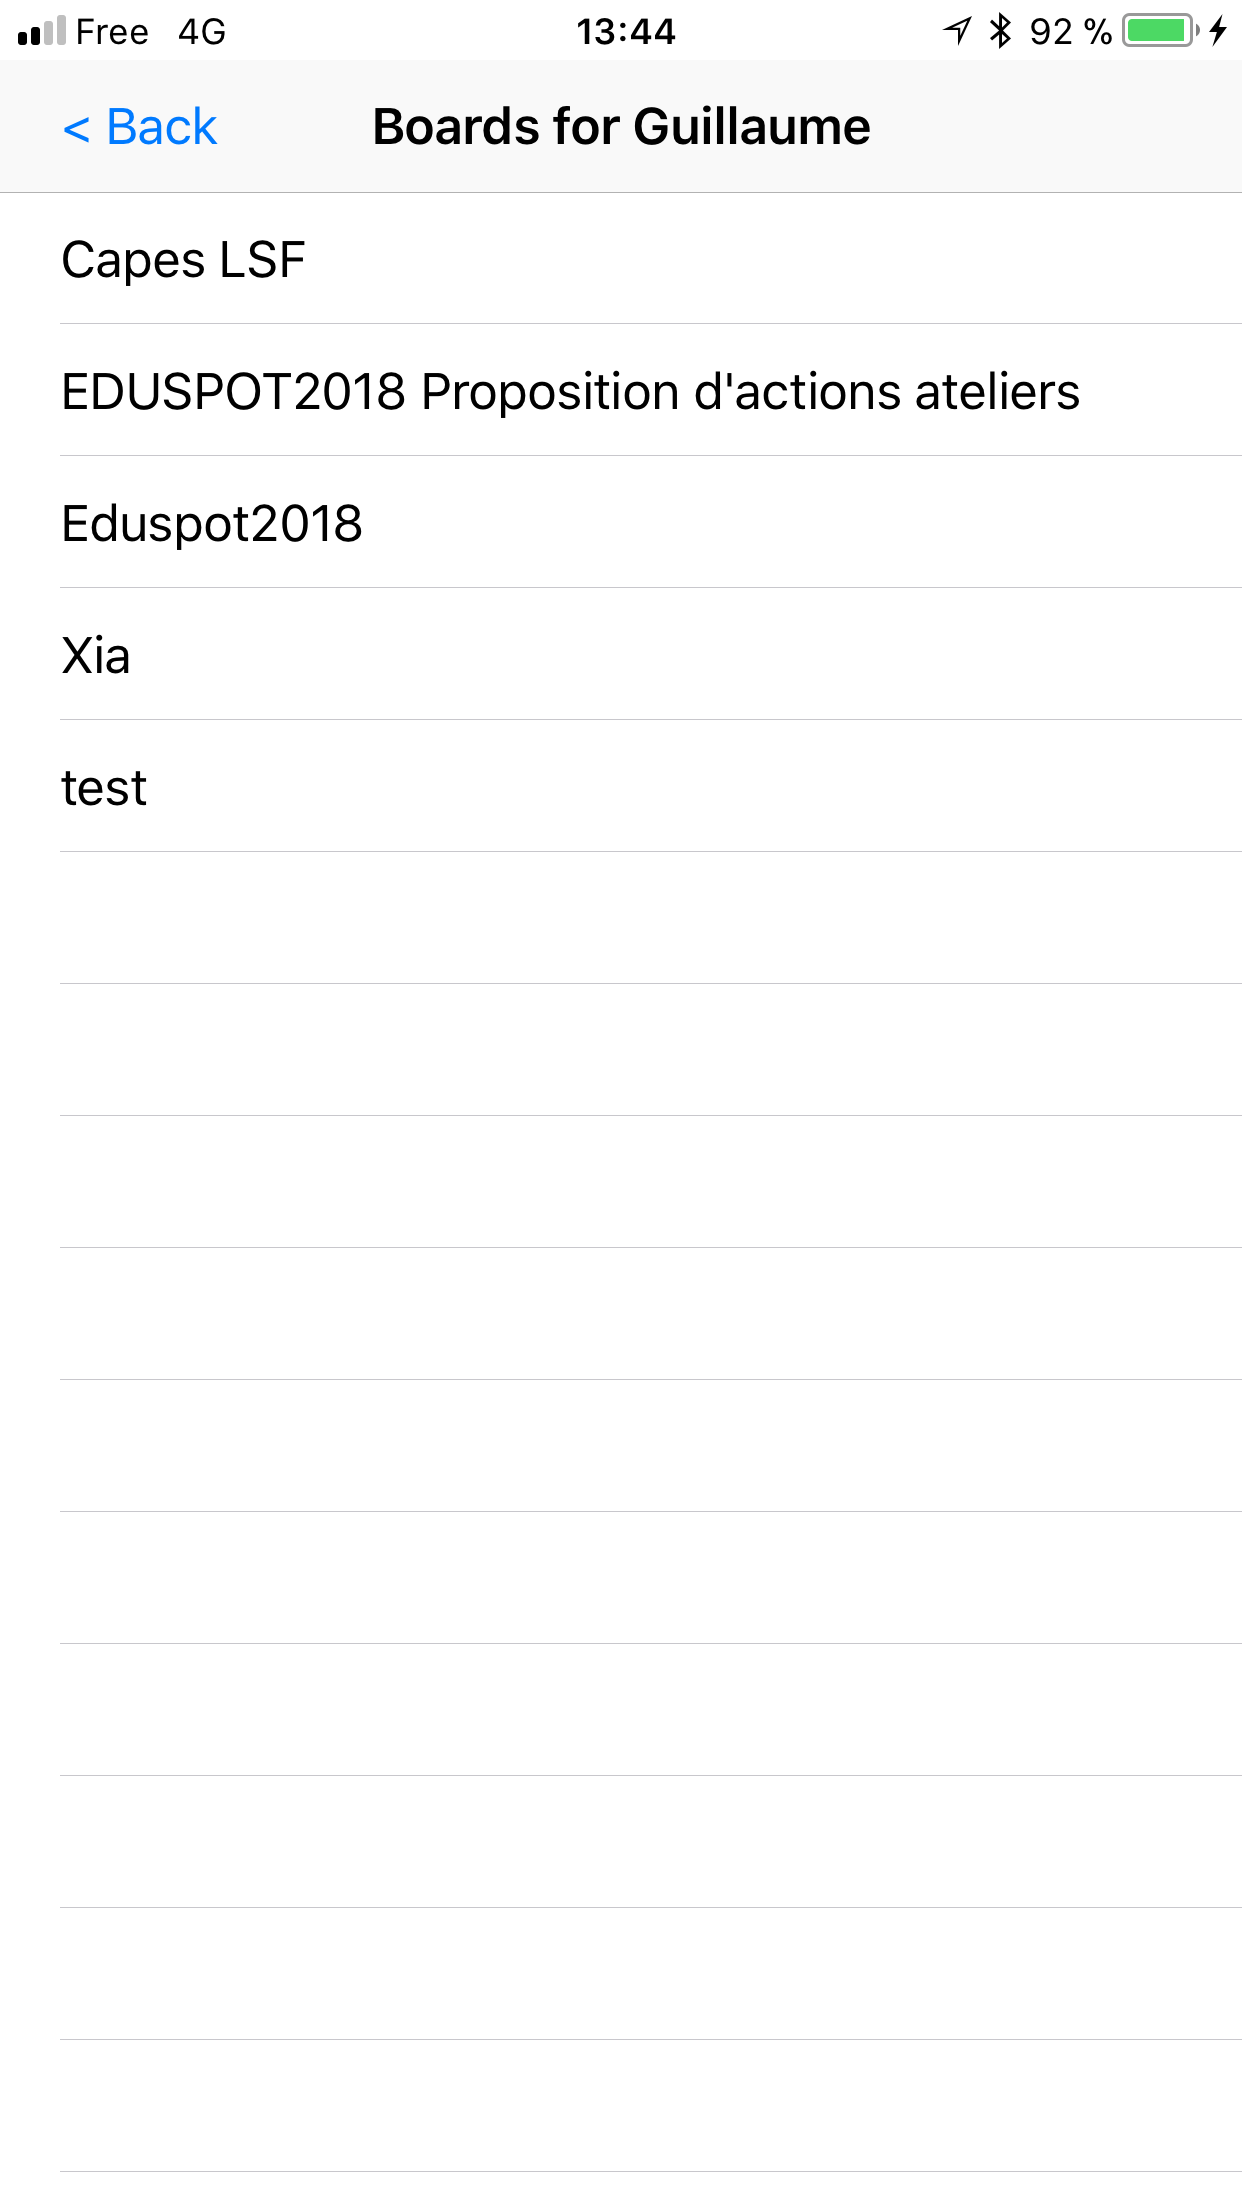 Free 4G 13:44 92 %
< Back Boards for Guillaume
Capes LSF
EDUSPOT2018 Proposition d'actions ateliers
Eduspot2018
Xia
test